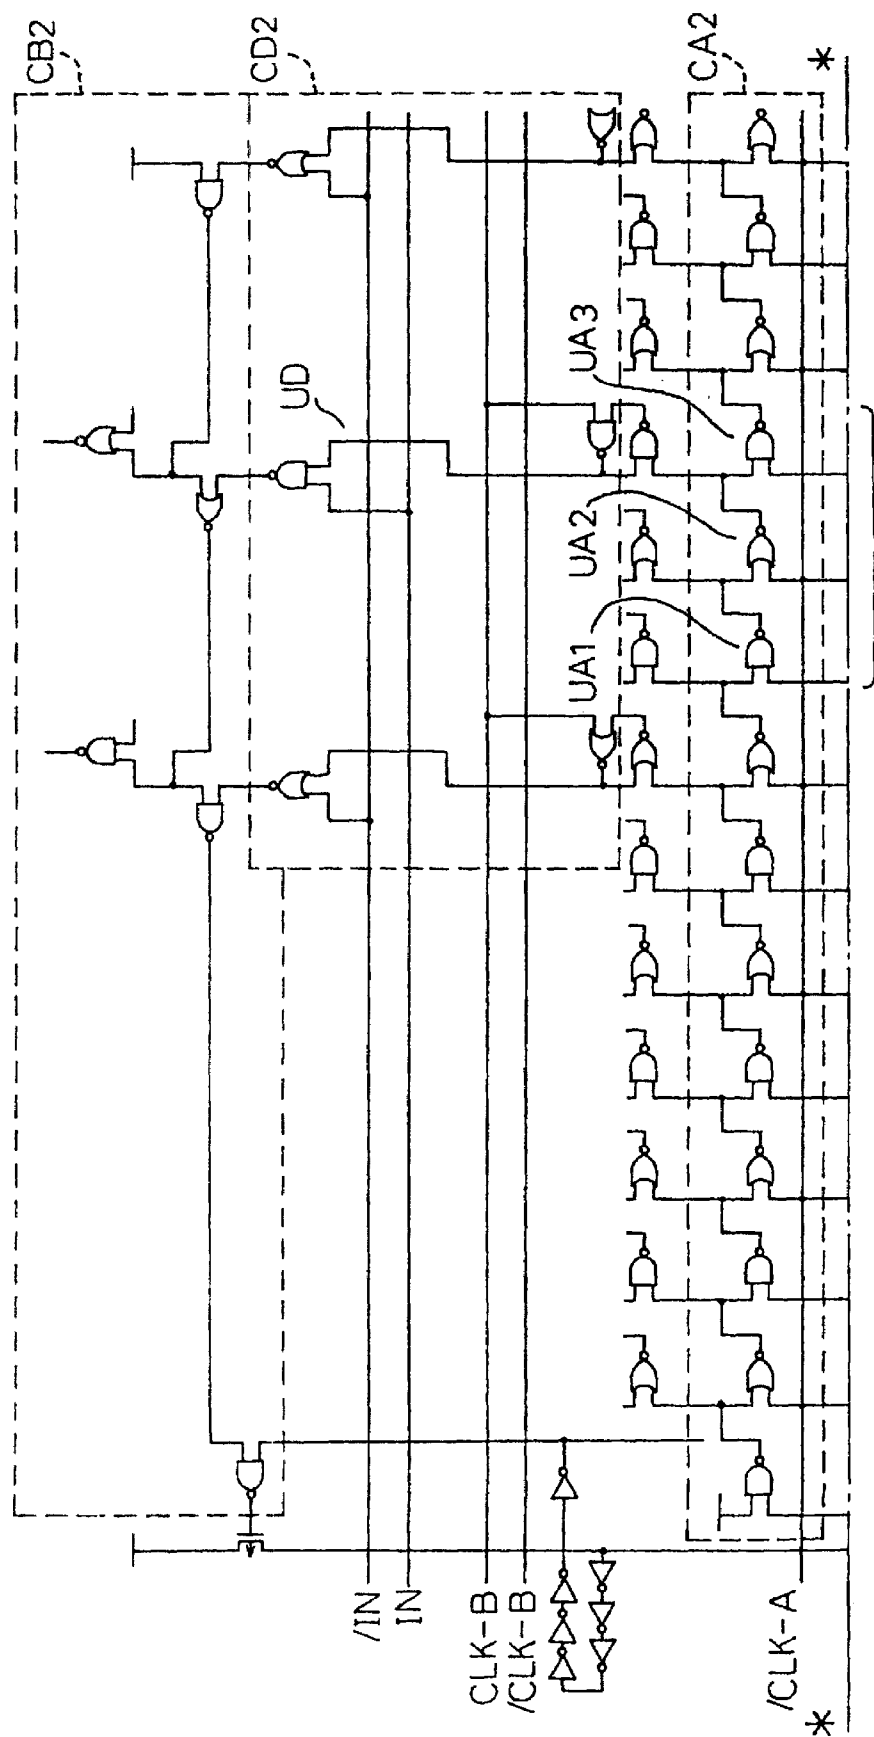 CB2
CD2
CA2
*
UD
UA3
UA2
UA1
/IN
IN
CLK-B
/CLK-B
/CLK-A
*